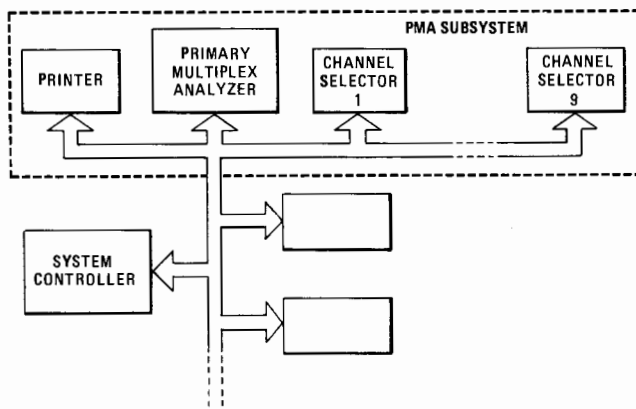 PMA SUBSYSTEM
PRINTER
PRIMARY
MULTIPLEX
ANALYZER
CHANNEL
SELECTOR
1
CHANNEL
SELECTOR
9
SYSTEM
CONTROLLER